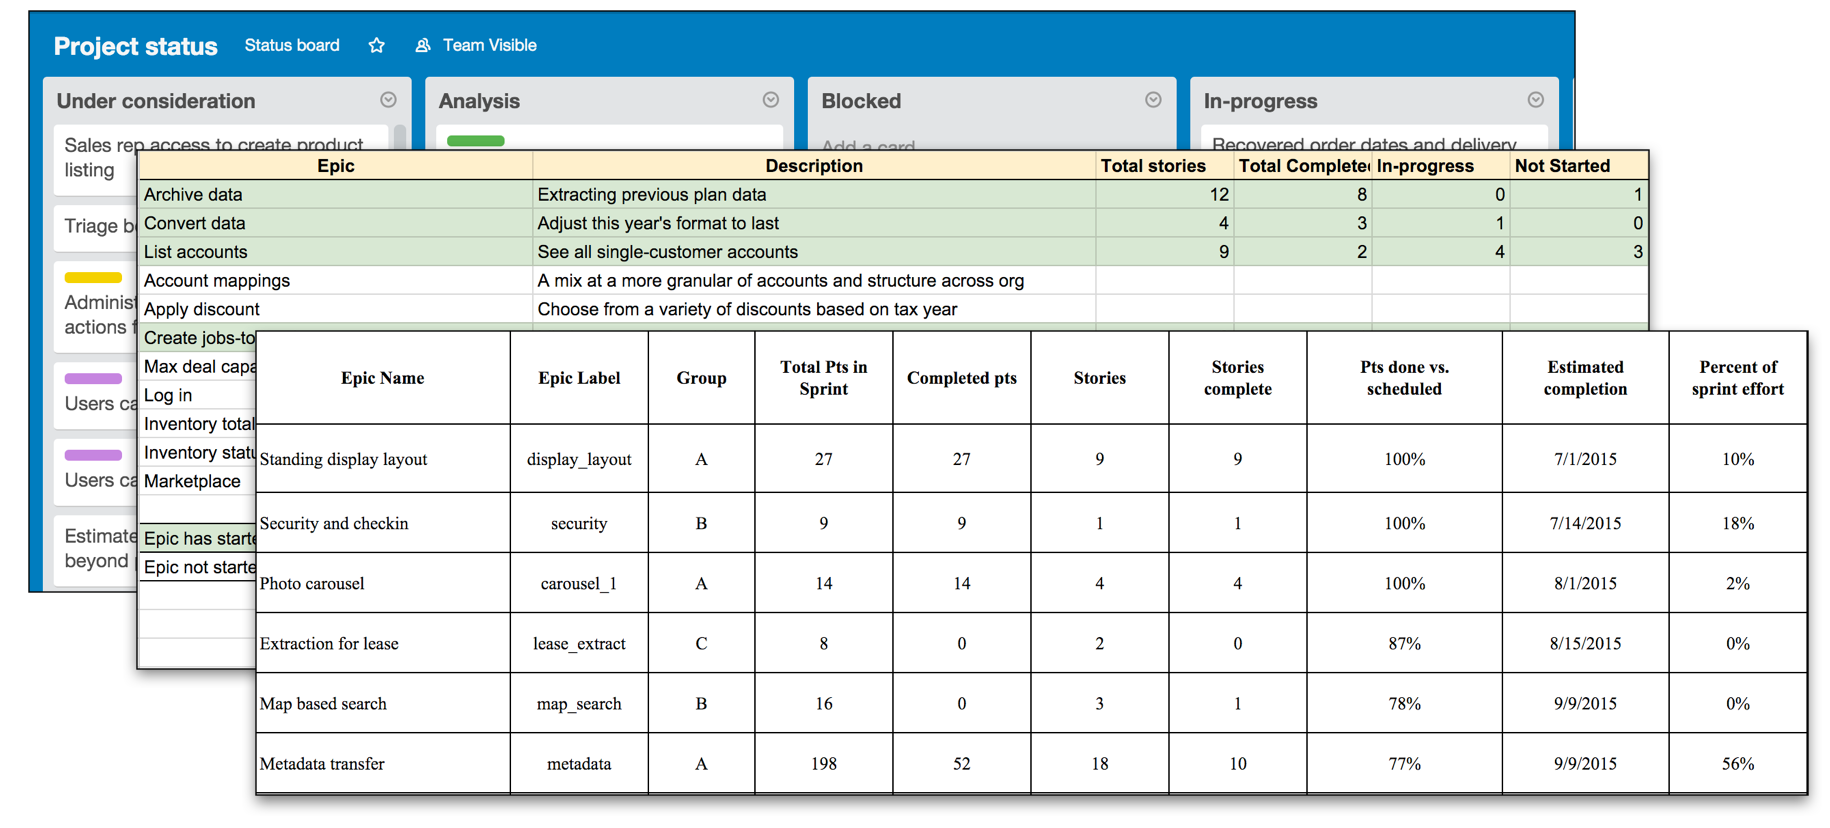 Project status Status board Team Visible
Under consideration Analysis Blocked In-progress
Sales rep access to create product
listing
Add a card
Recovered order dates and delivery
Triage
Administ
actions f
Users ca
Users ca
Estimate
beyond
Epic Description Total stories Total Completed In-progress Not Started
Archive data Extracting previous plan data 12 8 0 1
Convert data Adjust this year's format to last 4 3 1 0
List accounts See all single-customer accounts 9 2 4 3
Account mappings A mix at a more granular of accounts and structure across org
Apply discount Choose from a variety of discounts based on tax year
Create jobs-to
Max deal capa
Log in
Inventory total
Inventory statu
Marketplace
Epic has starte
Epic not starte
Epic Name Epic Label Group Total Pts in Sprint Completed pts Stories Stories complete Pts done vs. scheduled Estimated completion Percent of sprint effort
Standing display layout display_layout A 27 27 9 9 100% 7/1/2015 10%
Security and checkin security B 9 9 1 1 100% 7/14/2015 18%
Photo carousel carousel_1 A 14 14 4 4 100% 8/1/2015 2%
Extraction for lease lease_extract C 8 0 2 0 87% 8/15/2015 0%
Map based search map_search B 16 0 3 1 78% 9/9/2015 0%
Metadata transfer metadata A 198 52 18 10 77% 9/9/2015 56%